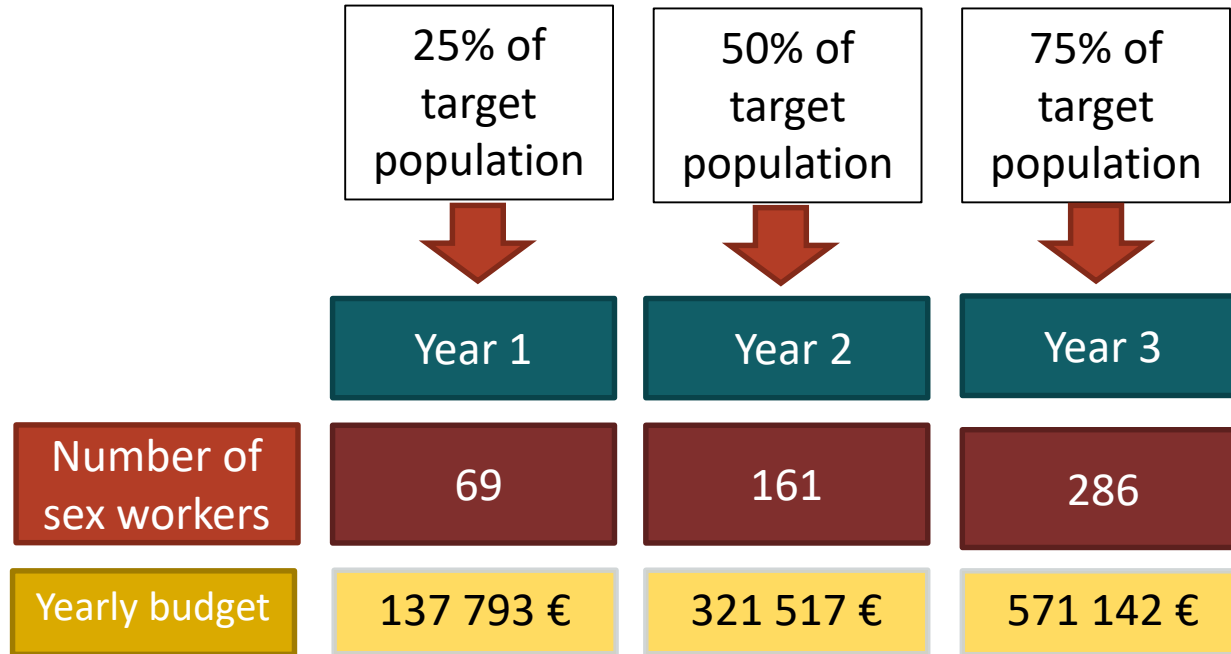 25% of
target
population
50% of
target
population
75% of
target
population
Year 1
Year 2
Year 3
Number of
sex workers
69
161
286
Yearly budget
137 793 €
321 517 €
571 142 €